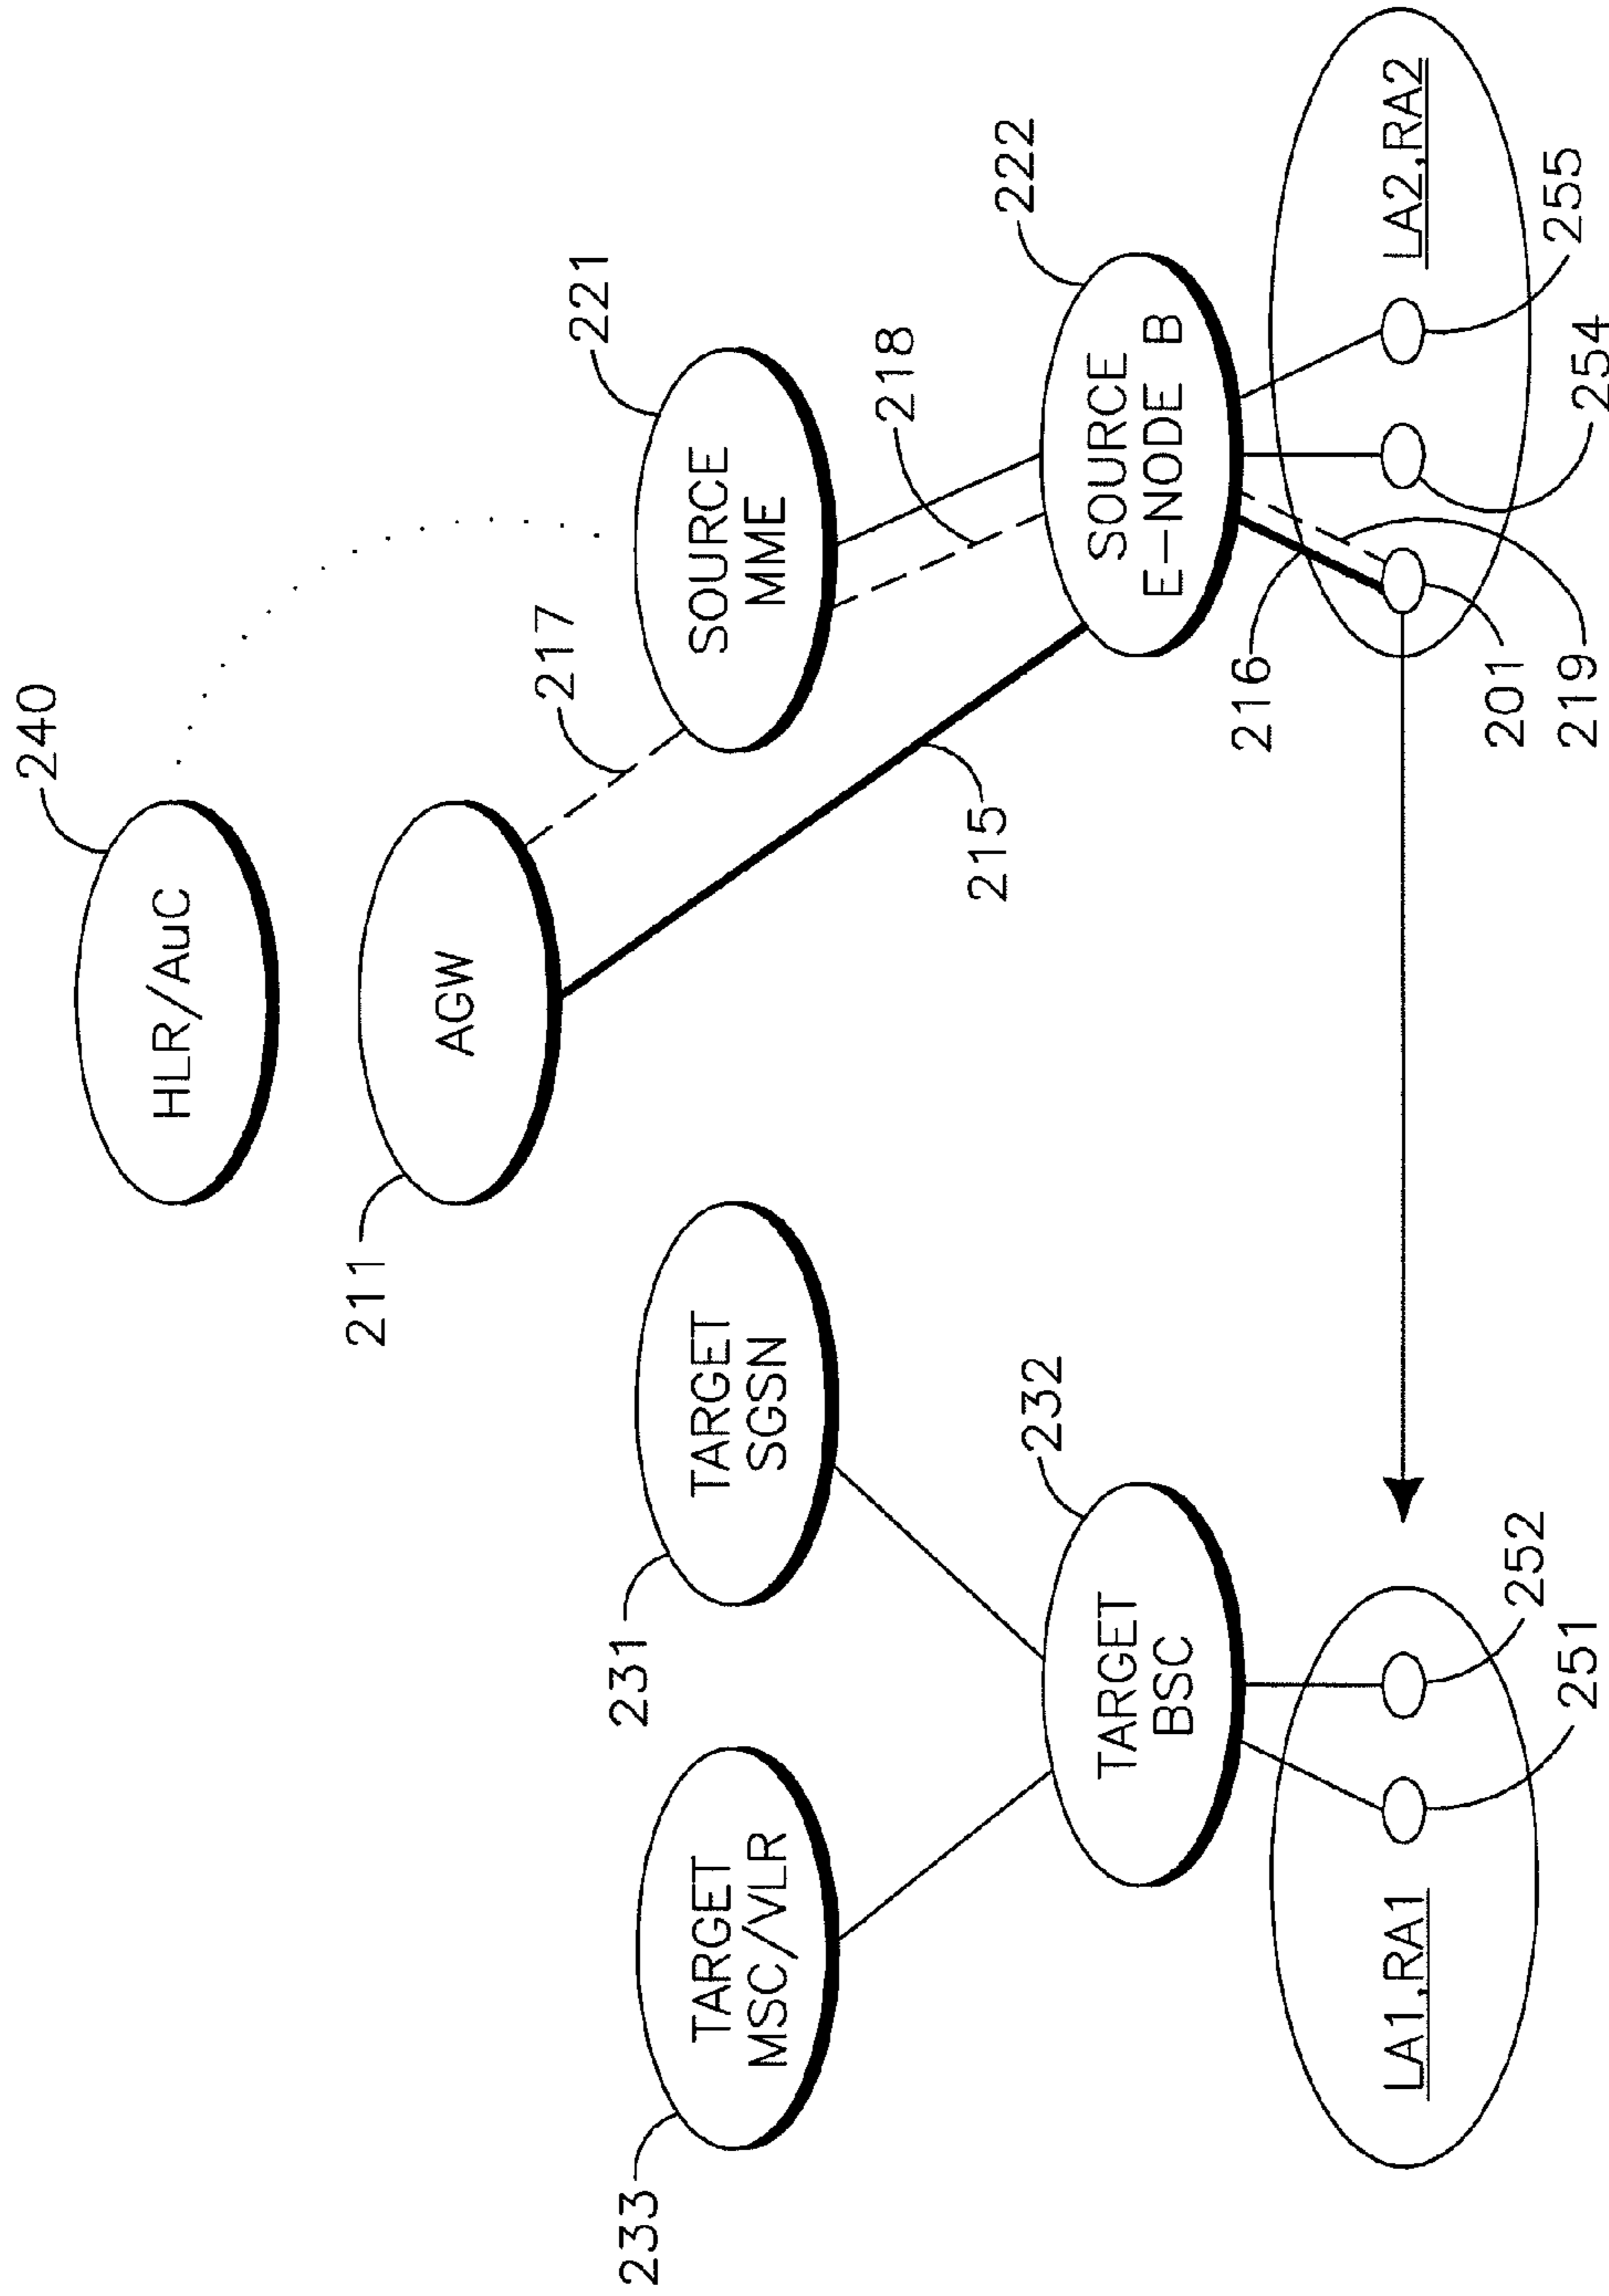 240
HLR/AuC
211
AGW
217
221
SOURCE
MME
218
215
233
TARGET
MSC/VLR
231
TARGET
SGSN
232
TARGET
BSC
222
SOURCE
E-NODE B
216
LA1,RA1
LA2,RA2
251
252
201
219
254
255